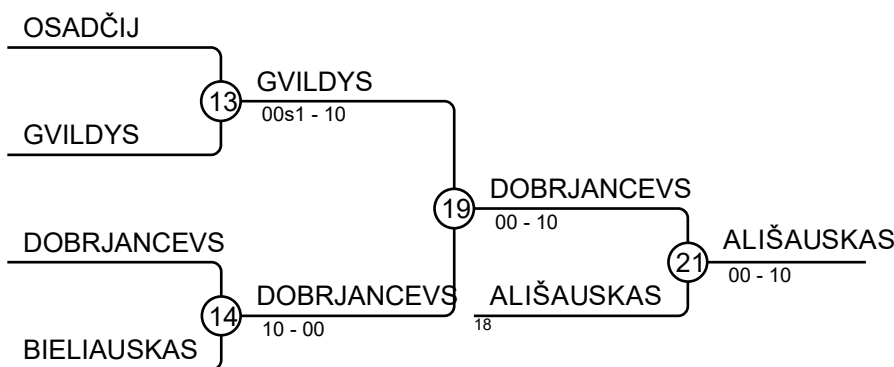 OSADČIJ
13
GVILDYS
00s1 - 10
GVILDYS
19
DOBRJANCEVS
00 - 10
DOBRJANCEVS
14
DOBRJANCEVS
10 - 00
BIELIAUSKAS
ALIŠAUSKAS
18
21
ALIŠAUSKAS
00 - 10